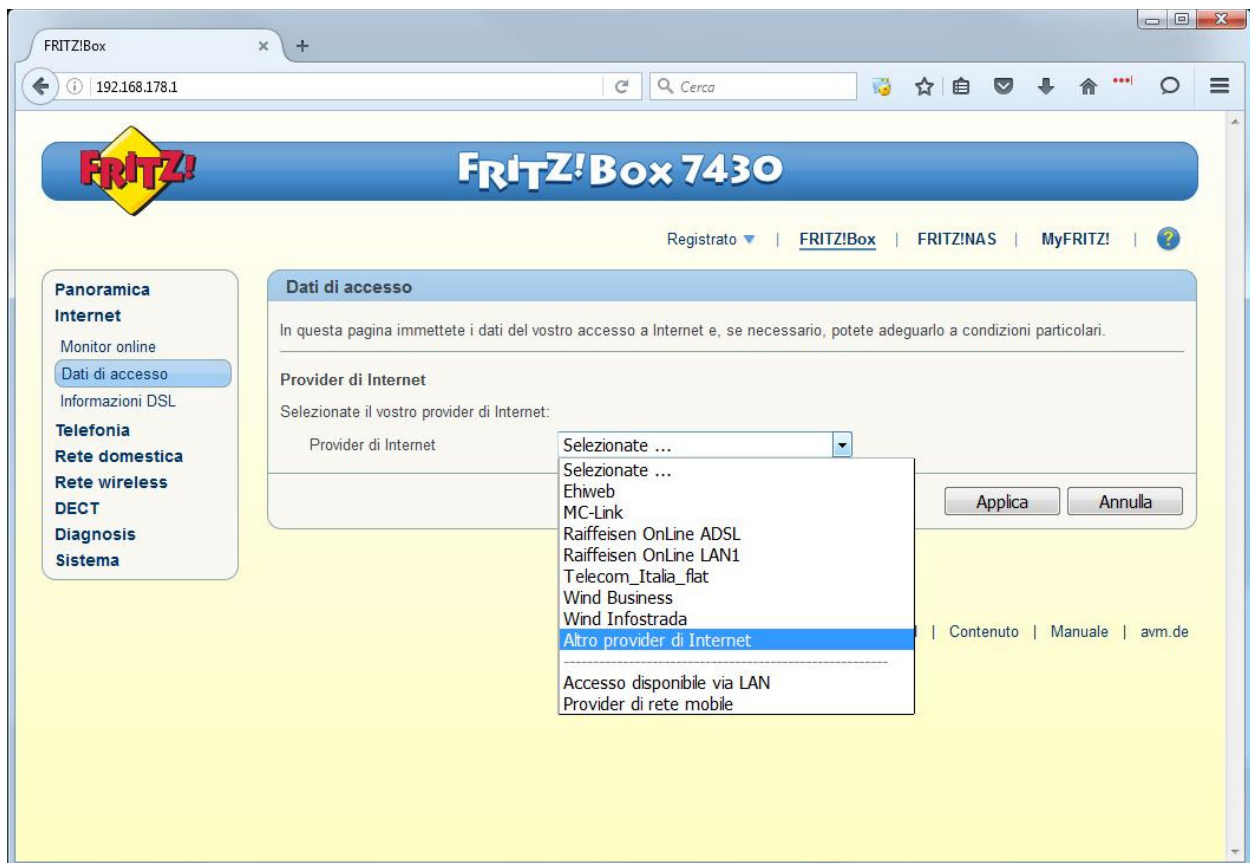 FRITZ!Box
192.168.178.1
Cerca
FRITZ!
FRITZ!Box 7430
Registrato | FRITZ!Box | FRITZ!NAS | MyFRITZ! | ?
Panoramica
Internet
Monitor online
Dati di accesso
Informazioni DSL
Telefonia
Rete domestica
Rete wireless
DECT
Diagnosis
Sistema
Dati di accesso
In questa pagina immettete i dati del vostro accesso a Internet e, se necessario, potete adeguarlo a condizioni particolari.
Provider di Internet
Selezionate il vostro provider di Internet:
Provider di Internet
Selezionate ...
Selezionate ...
Ehiweb
MC-Link
Raiffeisen OnLine ADSL
Raiffeisen OnLine LAN1
Telecom_Italia_flat
Wind Business
Wind Infostrada
Altro provider di Internet
Accesso disponibile via LAN
Provider di rete mobile
Applica
Annulla
| Contenuto | Manuale | avm.de